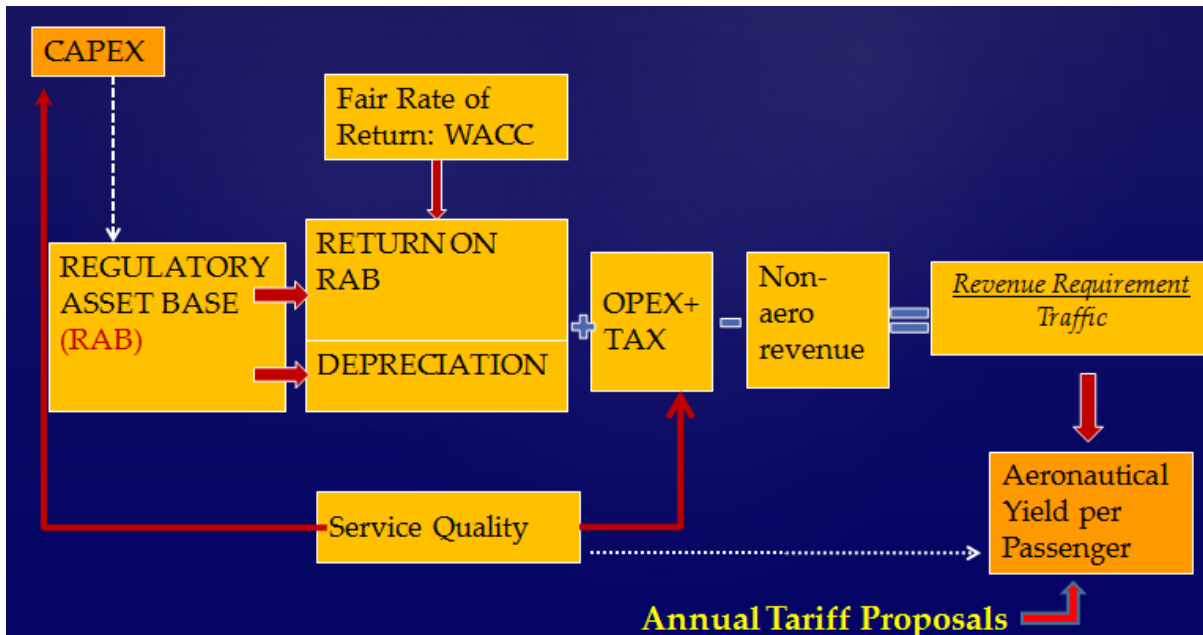 CAPEX
Fair Rate of
Return: WACC
REGULATORY
ASSET BASE
(RAB)
RETURN ON
RAB
DEPRECIATION
+
OPEX+
TAX
-
Non-
aero
revenue
=
Revenue Requirement
Traffic
Service Quality
Aeronautical
Yield per
Passenger
Annual Tariff Proposals